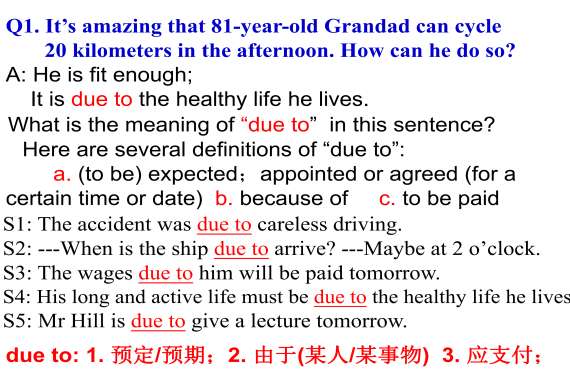 Q1. It's amazing that 81-year-old Grandad can cycle
20 kilometers in the afternoon. How can he do so?
A: He is fit enough;
It is due to the healthy life he lives.
What is the meaning of “due to” in this sentence?
Here are several definitions of “due to”:
a. (to be) expected；appointed or agreed (for a
certain time or date) b. because of c. to be paid
S1: The accident was due to careless driving.
S2: ---When is the ship due to arrive? ---Maybe at 2 o'clock.
S3: The wages due to him will be paid tomorrow.
S4: His long and active life must be due to the healthy life he lives
S5: Mr Hill is due to give a lecture tomorrow.
due to: 1. 预定/预期；2. 由于(某人/某事物) 3. 应支付；